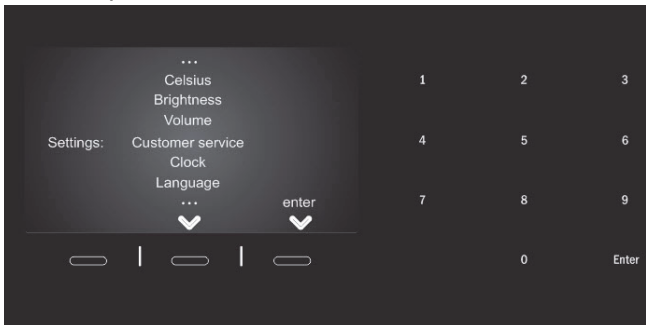 ...
Celsius
Brightness
Volume
Settings: Customer service
Clock
Language
...
enter
1 2 3
4 5 6
7 8 9
0 Enter